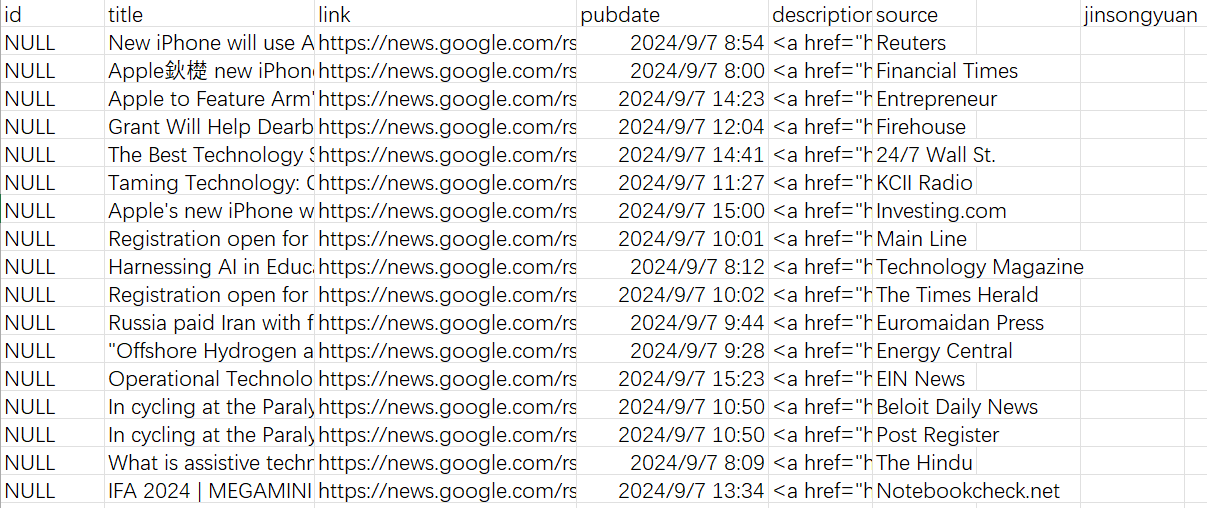 id title link pubdate description source jinsongyuan
NULL New iPhone will use A https://news.google.com/rs 2024/9/7 8:54 <a href="h Reuters
NULL Apple鈥檚 new iPhon https://news.google.com/rs 2024/9/7 8:00 <a href="h Financial Times
NULL Apple to Feature Arm' https://news.google.com/rs 2024/9/7 14:23 <a href="h Entrepreneur
NULL Grant Will Help Dearb https://news.google.com/rs 2024/9/7 12:04 <a href="h Firehouse
NULL The Best Technology S https://news.google.com/rs 2024/9/7 14:41 <a href="h 24/7 Wall St.
NULL Taming Technology: C https://news.google.com/rs 2024/9/7 11:27 <a href="h KCII Radio
NULL Apple's new iPhone w https://news.google.com/rs 2024/9/7 15:00 <a href="h Investing.com
NULL Registration open for https://news.google.com/rs 2024/9/7 10:01 <a href="h Main Line
NULL Harnessing AI in Educ https://news.google.com/rs 2024/9/7 8:12 <a href="h Technology Magazine
NULL Registration open for https://news.google.com/rs 2024/9/7 10:02 <a href="h The Times Herald
NULL Russia paid Iran with f https://news.google.com/rs 2024/9/7 9:44 <a href="h Euromaidan Press
NULL "Offshore Hydrogen a https://news.google.com/rs 2024/9/7 9:28 <a href="h Energy Central
NULL Operational Technolo https://news.google.com/rs 2024/9/7 15:23 <a href="h EIN News
NULL In cycling at the Paraly https://news.google.com/rs 2024/9/7 10:50 <a href="h Beloit Daily News
NULL In cycling at the Paraly https://news.google.com/rs 2024/9/7 10:50 <a href="h Post Register
NULL What is assistive techn https://news.google.com/rs 2024/9/7 8:09 <a href="h The Hindu
NULL IFA 2024 | MEGAMINI https://news.google.com/rs 2024/9/7 13:34 <a href="h Notebookcheck.net